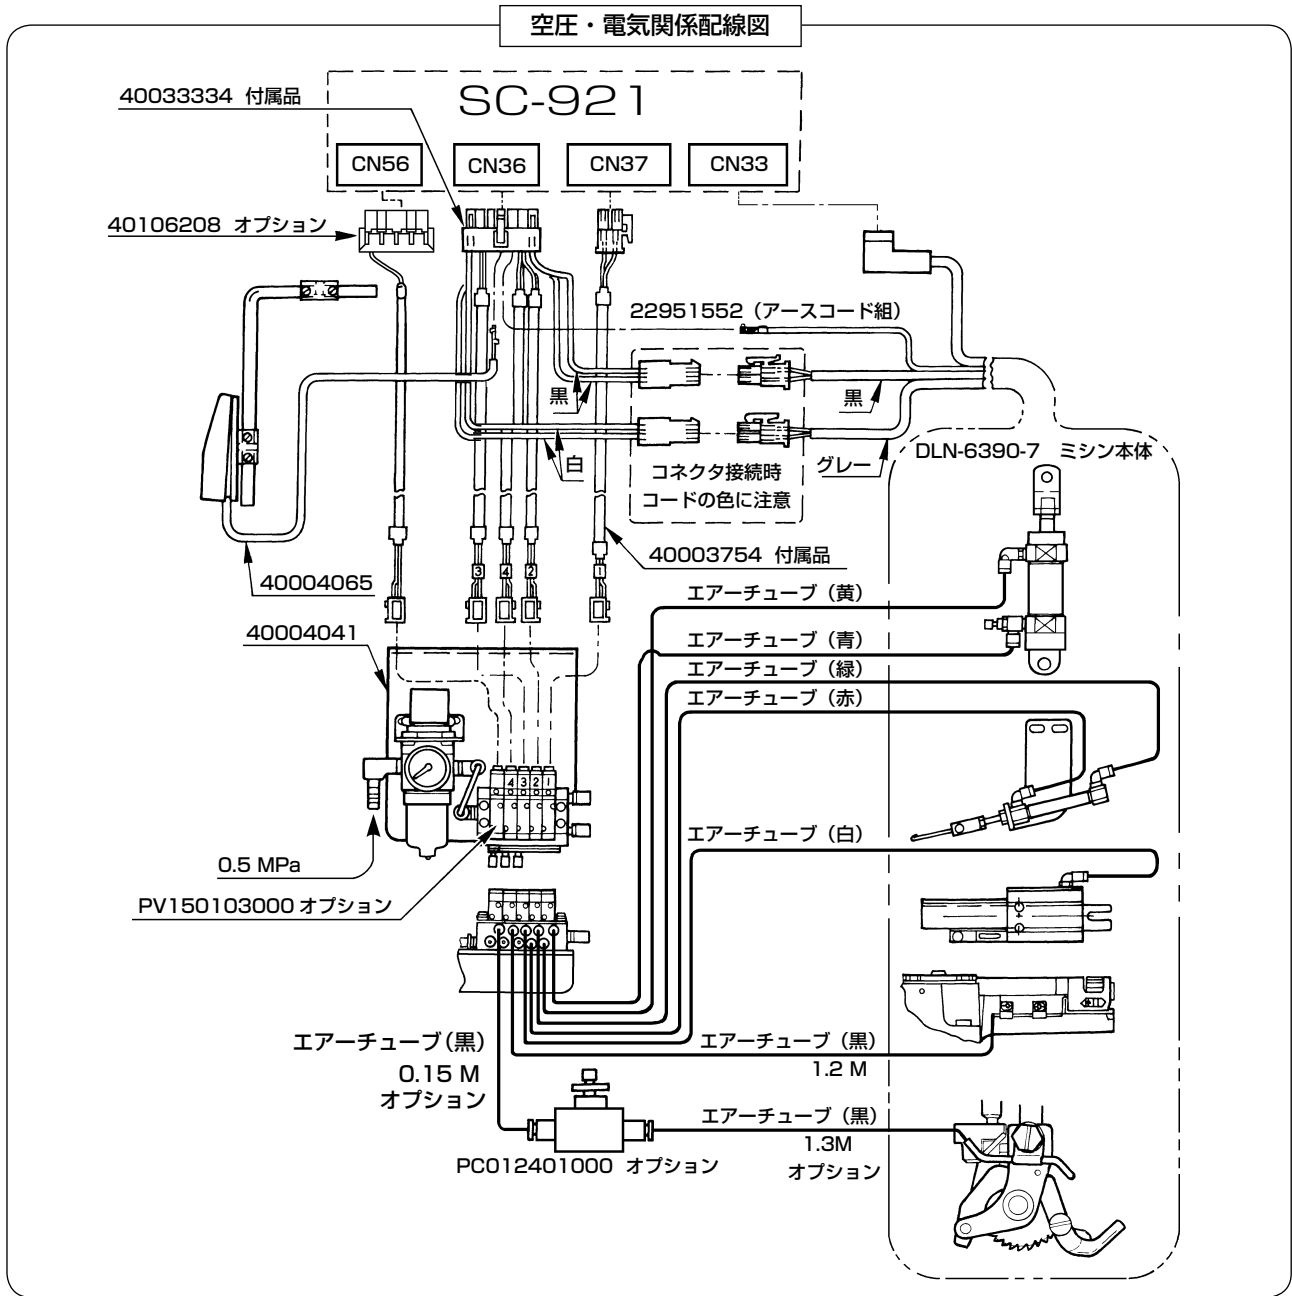 空圧・電気関係配線図
SC-921
40033334 付属品
CN56
CN36
CN37
CN33
40106208 オプション
22951552（アースコード組）
黒
黒
白
グレー
コネクタ接続時
コードの色に注意
DLN-6390-7 ミシン本体
40003754 付属品
3
4
2
1
40004065
エアーチューブ（黄）
40004041
エアーチューブ（青）
エアーチューブ（緑）
エアーチューブ（赤）
4
3
2
1
エアーチューブ（白）
0.5 MPa
PV150103000 オプション
エアーチューブ（黒）
0.15 M
オプション
エアーチューブ（黒）
1.2 M
エアーチューブ（黒）
1.3M
オプション
PC012401000 オプション